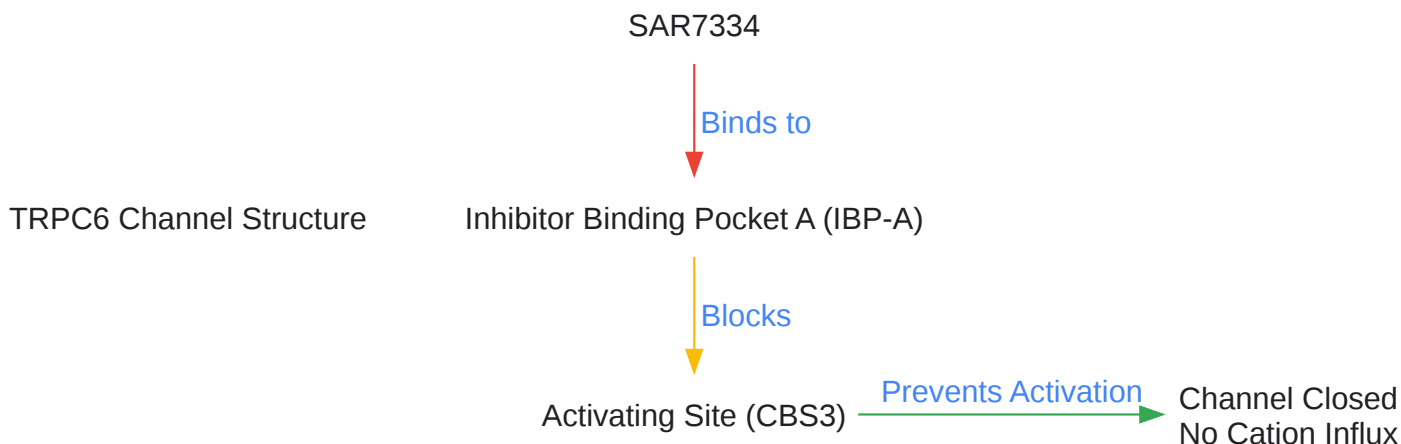 SAR7334
Binds to
TRPC6 Channel Structure
Inhibitor Binding Pocket A (IBP-A)
Blocks
Activating Site (CBS3)
Prevents Activation
Channel Closed
No Cation Influx